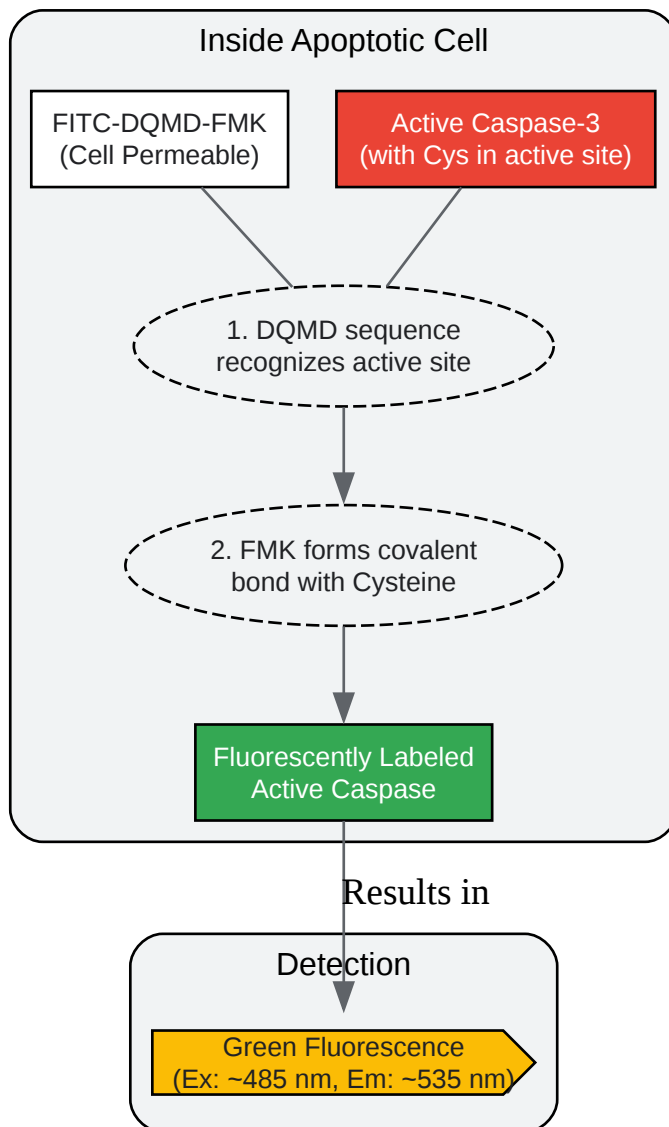 Inside Apoptotic Cell
FITC-DQMD-FMK
(Cell Permeable)
Active Caspase-3
(with Cys in active site)
1. DQMD sequence
recognizes active site
2. FMK forms covalent
bond with Cysteine
Fluorescently Labeled
Active Caspase
Results in
Detection
Green Fluorescence
(Ex: ~485 nm, Em: ~535 nm)